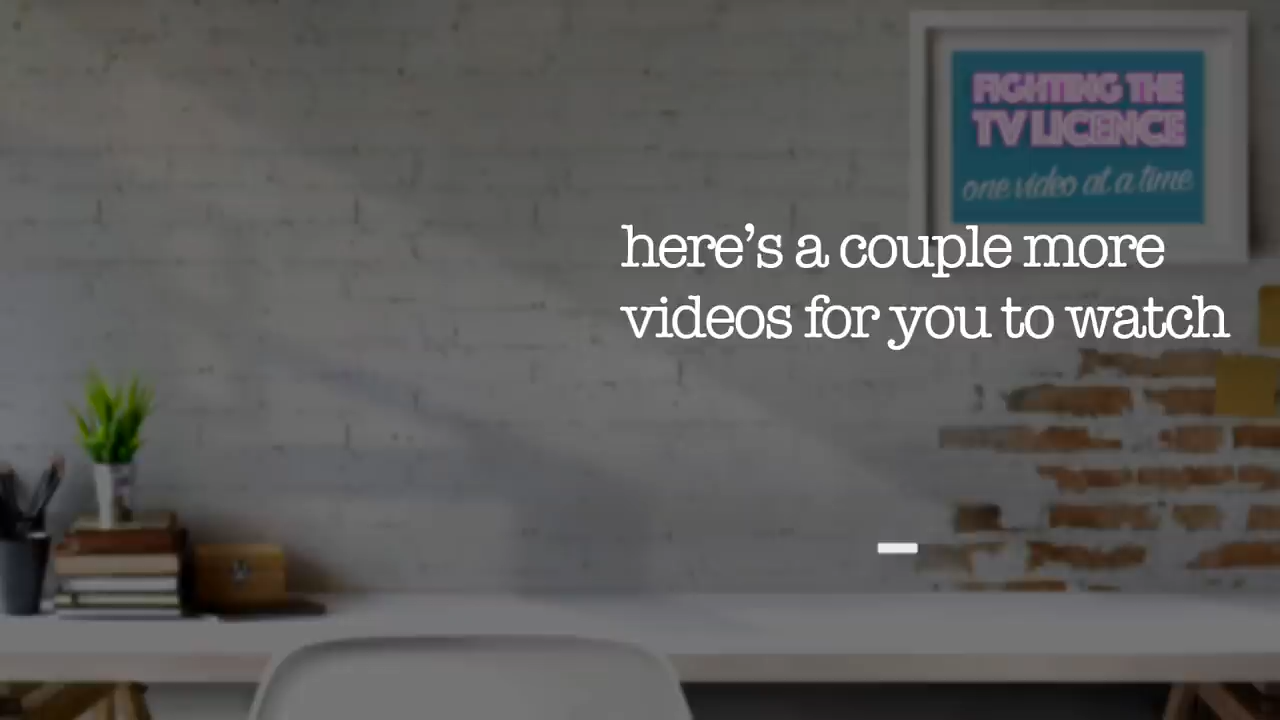 FIGHTING THE
TV LICENCE
one video at a time
here's a couple more
videos for you to watch